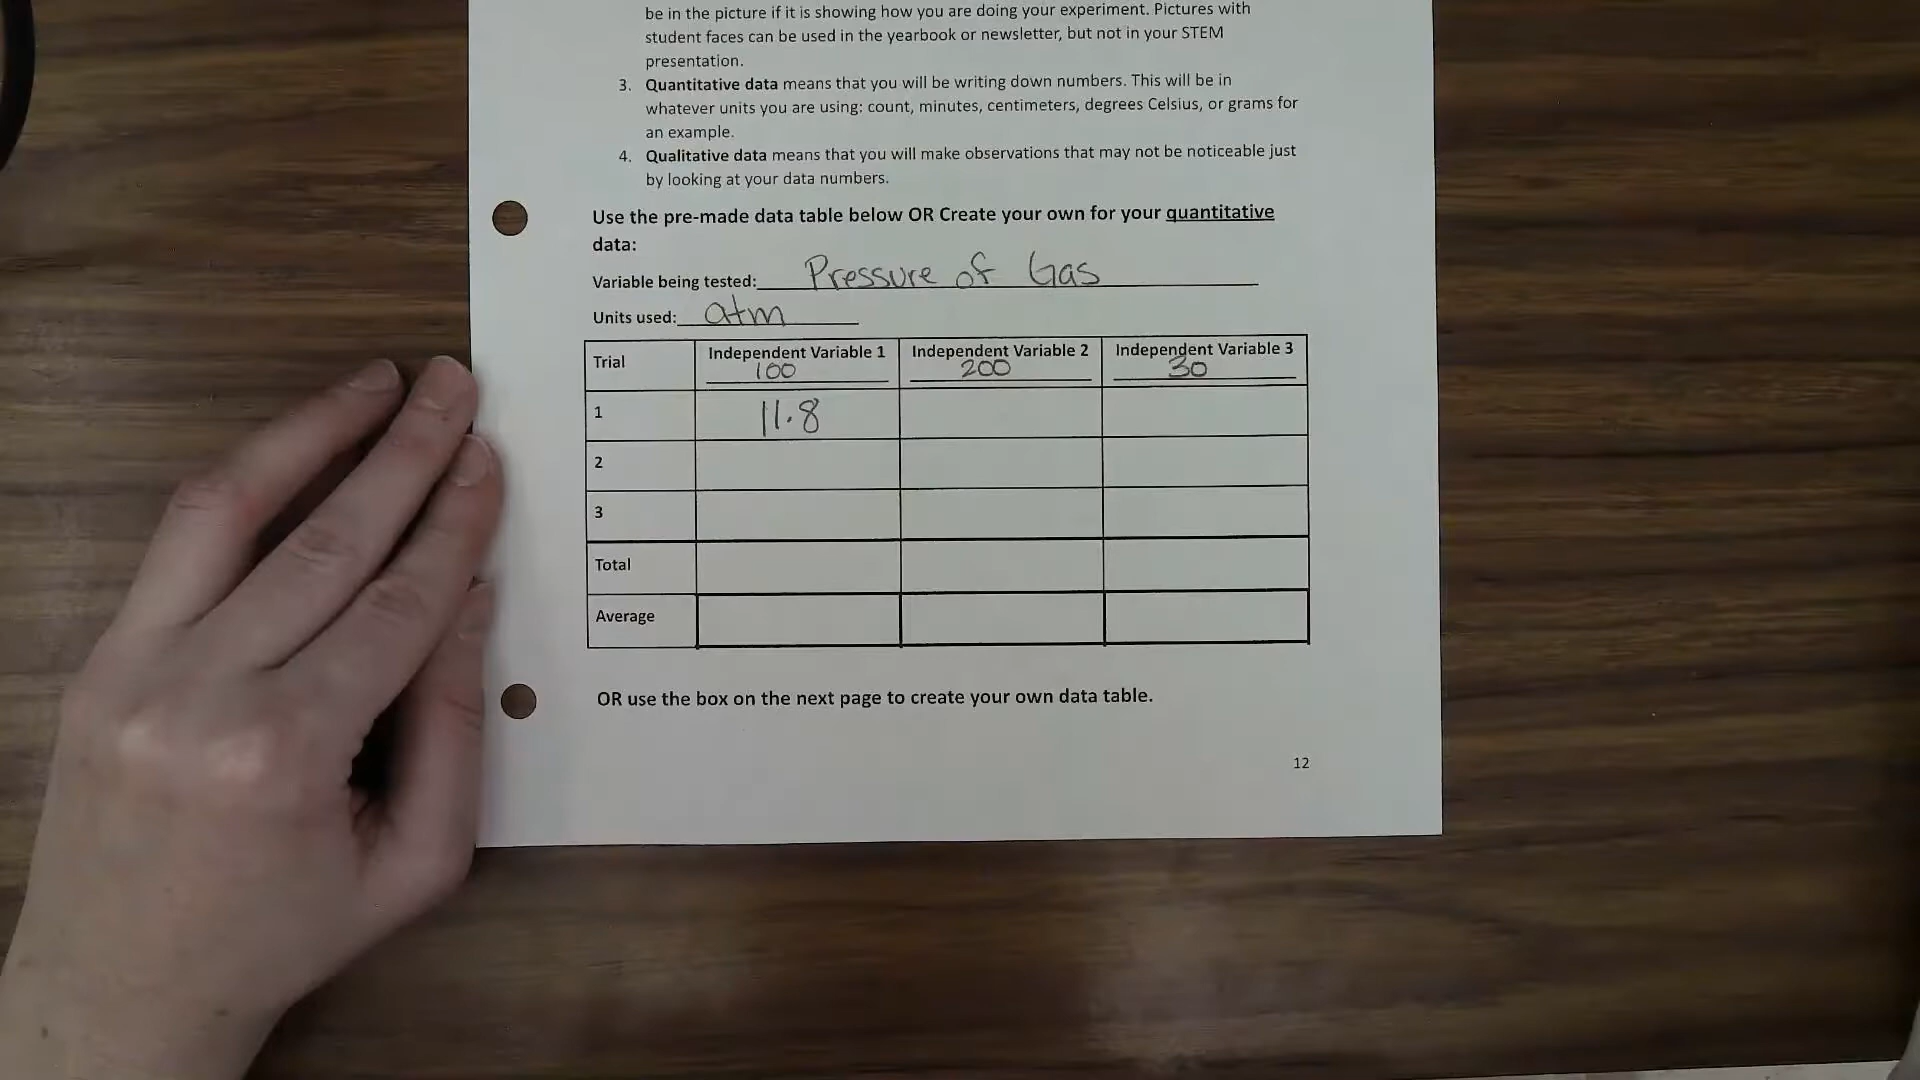 be in the picture if it is showing how you are doing your experiment. Pictures with
student faces can be used in the yearbook or newsletter, but not in your STEM
presentation.
3. Quantitative data means that you will be writing down numbers. This will be in
whatever units you are using: count, minutes, centimeters, degrees Celsius, or grams for
an example.
4. Qualitative data means that you will make observations that may not be noticeable just
by looking at your data numbers.
Use the pre-made data table below OR Create your own for your quantitative
data:
Variable being tested: Pressure of Gas
Units used: atm
Trial Independent Variable 1 Independent Variable 2 Independent Variable 3
100 200 30
1 11.8
2
3
Total
Average
OR use the box on the next page to create your own data table.
12